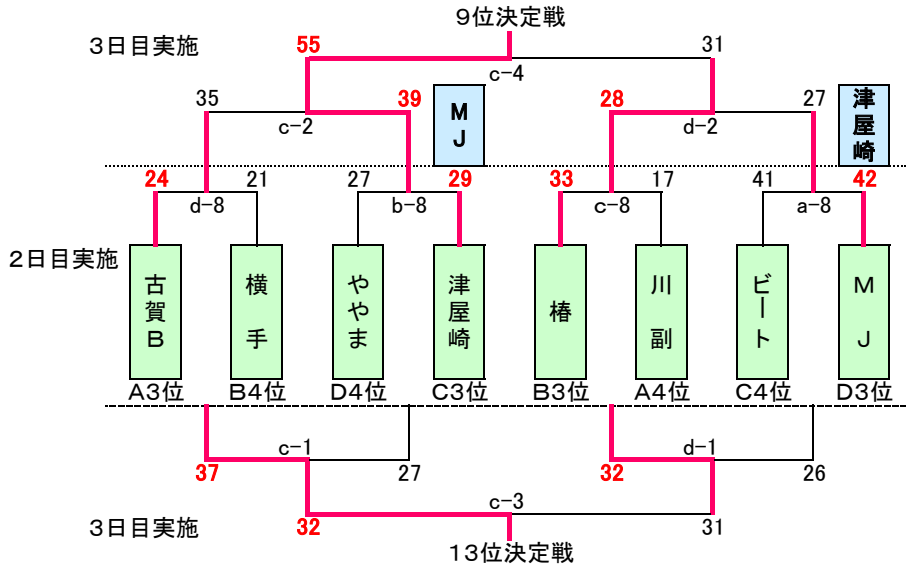 9位決定戦
3日目実施
55
31
c-4
35
39
28
27
c-2
MJ
d-2
津屋崎
24
21
27
29
33
17
41
42
d-8
b-8
c-8
a-8
2日目実施
古賀B
横手
ややま
津屋崎
椿
川副
ビート
MJ
A3位
B4位
D4位
C3位
B3位
A4位
C4位
D3位
c-1
d-1
37
27
32
26
c-3
3日目実施
32
31
13位決定戦